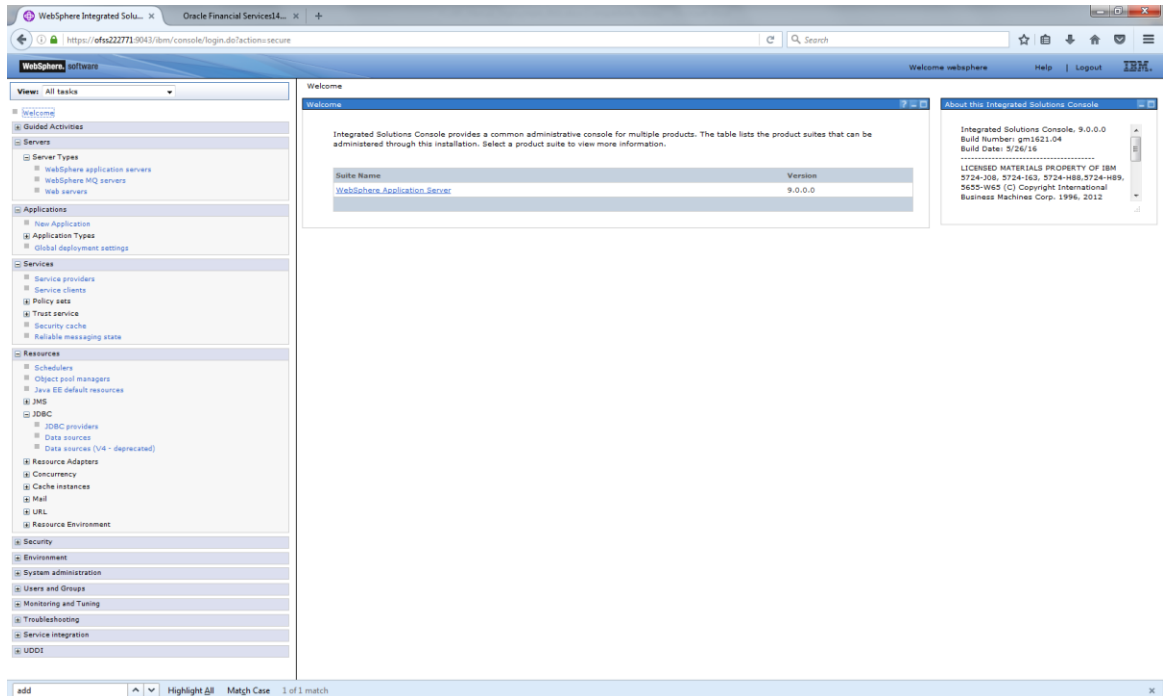 WebSphere Integrated Solu... ×
Oracle Financial Services14... ×
+
https://ofss222771:9043/ibm/console/login.do?action=secure
Search
WebSphere. software
Welcome websphere
Help | Logout
IBM.
View: All tasks
Welcome
Guided Activities
Servers
Server Types
WebSphere application servers
WebSphere MQ servers
Web servers
Applications
New Application
Application Types
Global deployment settings
Services
Service providers
Service clients
Policy sets
Trust service
Security cache
Reliable messaging state
Resources
Schedulers
Object pool managers
Java EE default resources
JMS
JDBC
JDBC providers
Data sources
Data sources (V4 - deprecated)
Resource Adapters
Concurrency
Cache instances
Mail
URL
Resource Environment
Security
Environment
System administration
Users and Groups
Monitoring and Tuning
Troubleshooting
Service integration
UDDI
Welcome
Welcome
Integrated Solutions Console provides a common administrative console for multiple products. The table lists the product suites that can be
administered through this installation. Select a product suite to view more information.
Suite Name Version
WebSphere Application Server 9.0.0.0
About this Integrated Solutions Console
Integrated Solutions Console, 9.0.0.0
Build Number: gm1621.04
Build Date: 5/26/16
----------------------------------------
LICENSED MATERIALS PROPERTY OF IBM
5724-J08, 5724-I63, 5724-H88,5724-H89,
5655-W65 (C) Copyright International
Business Machines Corp. 1996, 2012
add
Highlight All Match Case 1 of 1 match